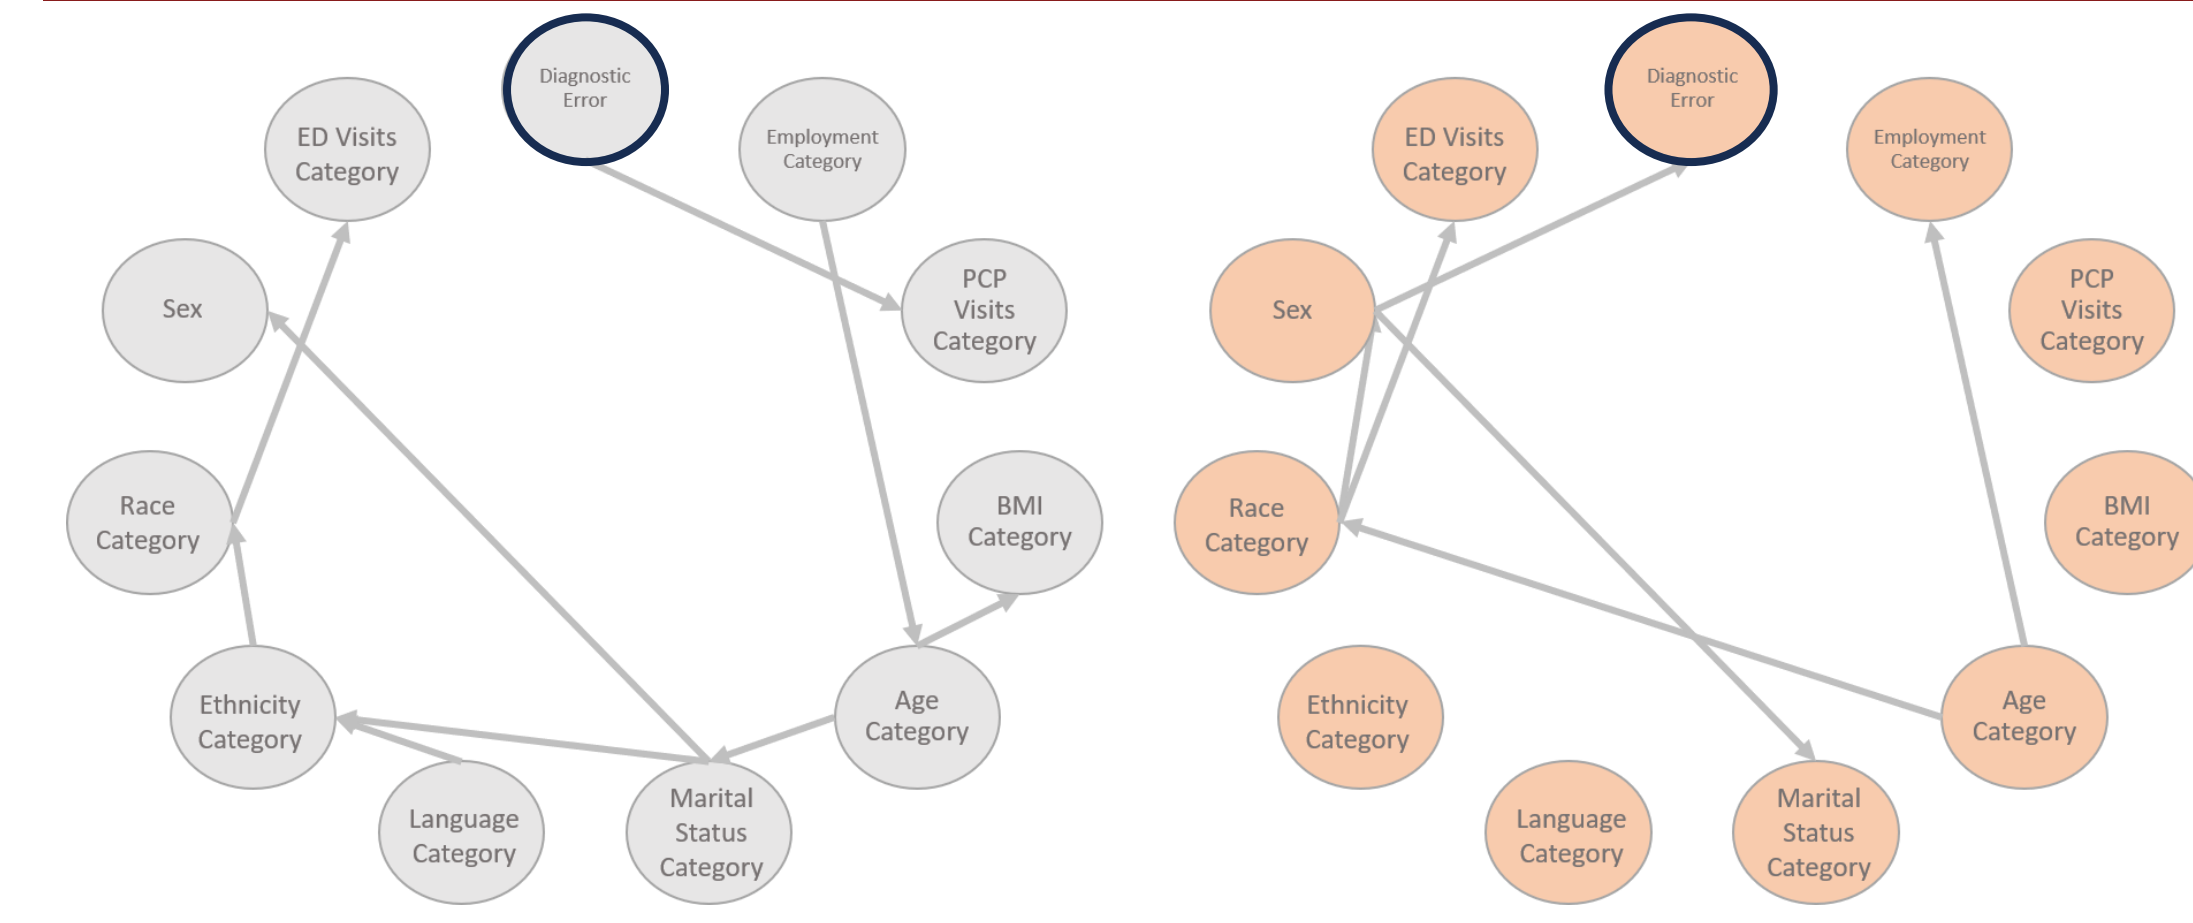 Diagnostic
Error
ED Visits
Category
Employment
Category
Sex
PCP
Visits
Category
Race
Category
BMI
Category
Ethnicity
Category
Age
Category
Language
Category
Marital
Status
Category
Diagnostic
Error
ED Visits
Category
Employment
Category
Sex
PCP
Visits
Category
Race
Category
BMI
Category
Ethnicity
Category
Age
Category
Language
Category
Marital
Status
Category